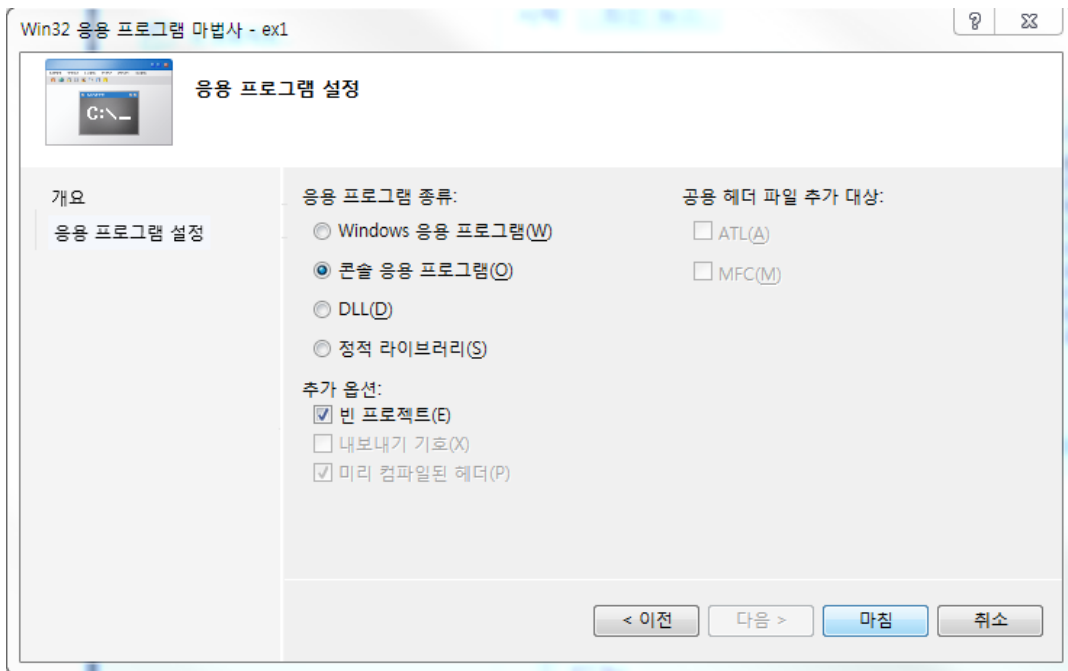 Win32 응용 프로그램 마법사 - ex1
C:\_
응용 프로그램 설정
개요
응용 프로그램 설정
응용 프로그램 종류:
Windows 응용 프로그램(W)
콘솔 응용 프로그램(O)
DLL(D)
정적 라이브러리(S)
추가 옵션:
빈 프로젝트(E)
내보내기 기호(X)
미리 컴파일된 헤더(P)
공용 헤더 파일 추가 대상:
ATL(A)
MFC(M)
< 이전
다음 >
마침
취소